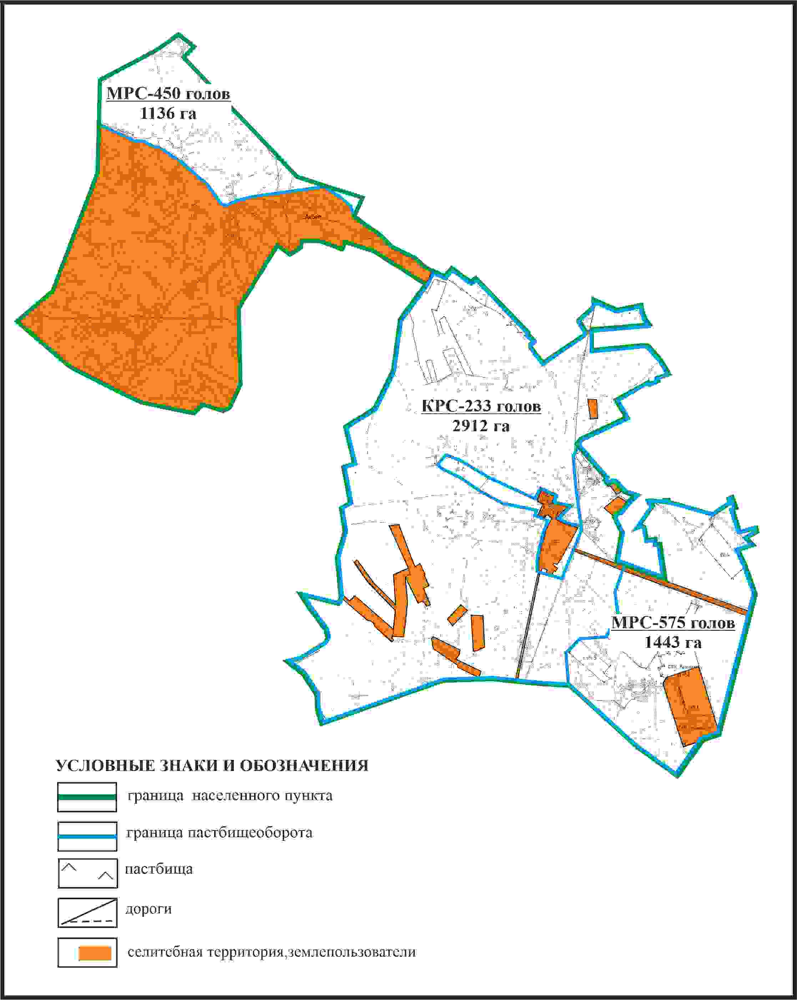 МРС-450 голов
1136 га
КРС-233 голов
2912 га
МРС-575 голов
1443 га
УСЛОВНЫЕ ЗНАКИ И ОБОЗНАЧЕНИЯ
граница населенного пункта
граница пастбищеоборота
пастбища
дороги
селитебная территория,землепользователи